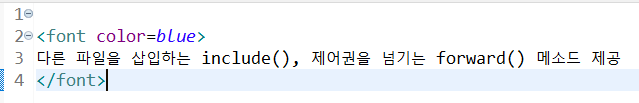 1
2 <font color=blue>
3 다른 파일을 삽입하는 include(), 제어권을 넘기는 forward() 메소드 제공
4 </font>